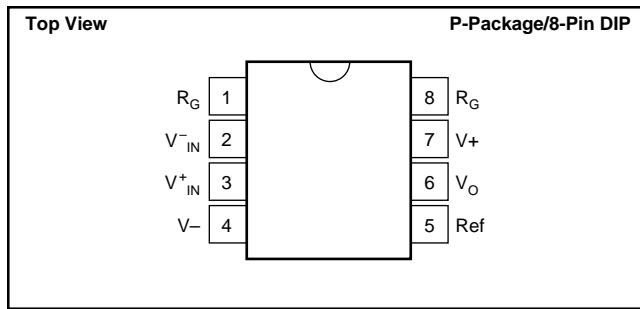 Top View P-Package/8-Pin DIP
R_G 1 8 R_G
V⁻_IN 2 7 V+
V⁺_IN 3 6 V_O
V– 4 5 Ref